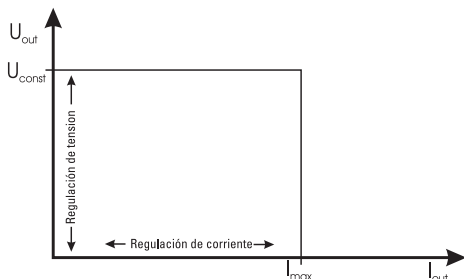 Uout
Uconst
Regulación de tension
Regulación de corriente
Imax
Iout